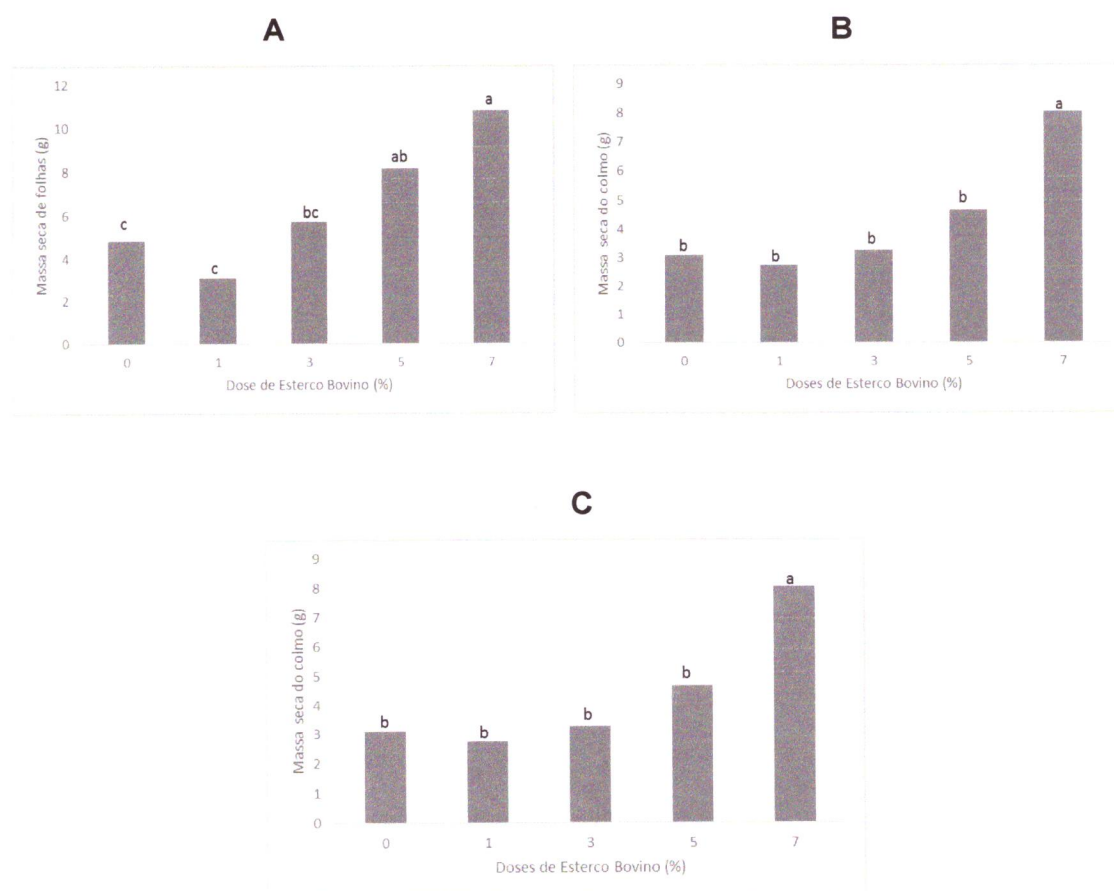 A
12
10
8
6
4
2
0
Massa seca de folhas (g)
c
c
bc
ab
a
0 1 3 5 7
Dose de Esterco Bovino (%)
B
9
8
7
6
5
4
3
2
1
0
Massa seca do colmo (g)
b
b
b
b
a
0 1 3 5 7
Doses de Esterco Bovino (%)
C
9
8
7
6
5
4
3
2
1
0
Massa seca do colmo (g)
b
b
b
b
a
0 1 3 5 7
Doses de Esterco Bovino (%)